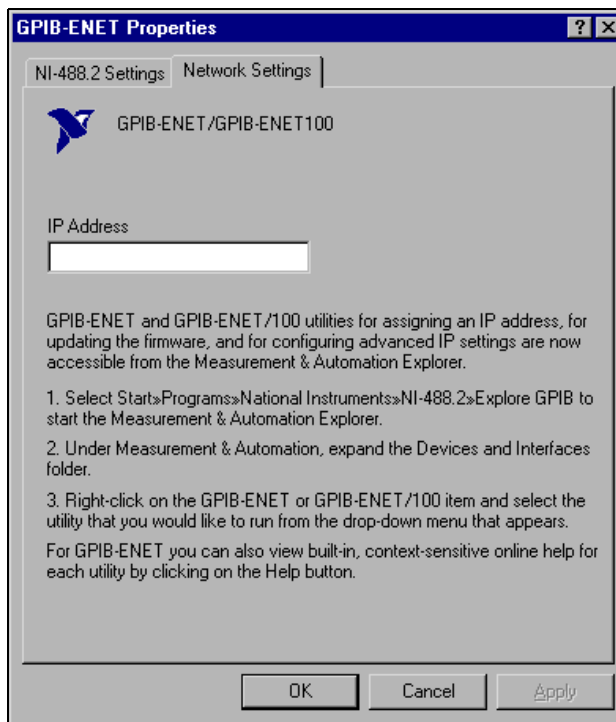 GPIB-ENET Properties
NI-488.2 Settings
Network Settings
GPIB-ENET/GPIB-ENET100
IP Address
GPIB-ENET and GPIB-ENET/100 utilities for assigning an IP address, for
updating the firmware, and for configuring advanced IP settings are now
accessible from the Measurement & Automation Explorer.
1. Select Start»Programs»National Instruments»NI-488.2»Explore GPIB to
start the Measurement & Automation Explorer.
2. Under Measurement & Automation, expand the Devices and Interfaces
folder.
3. Right-click on the GPIB-ENET or GPIB-ENET/100 item and select the
utility that you would like to run from the drop-down menu that appears.
For GPIB-ENET you can also view built-in, context-sensitive online help for
each utility by clicking on the Help button.
OK
Cancel
Apply